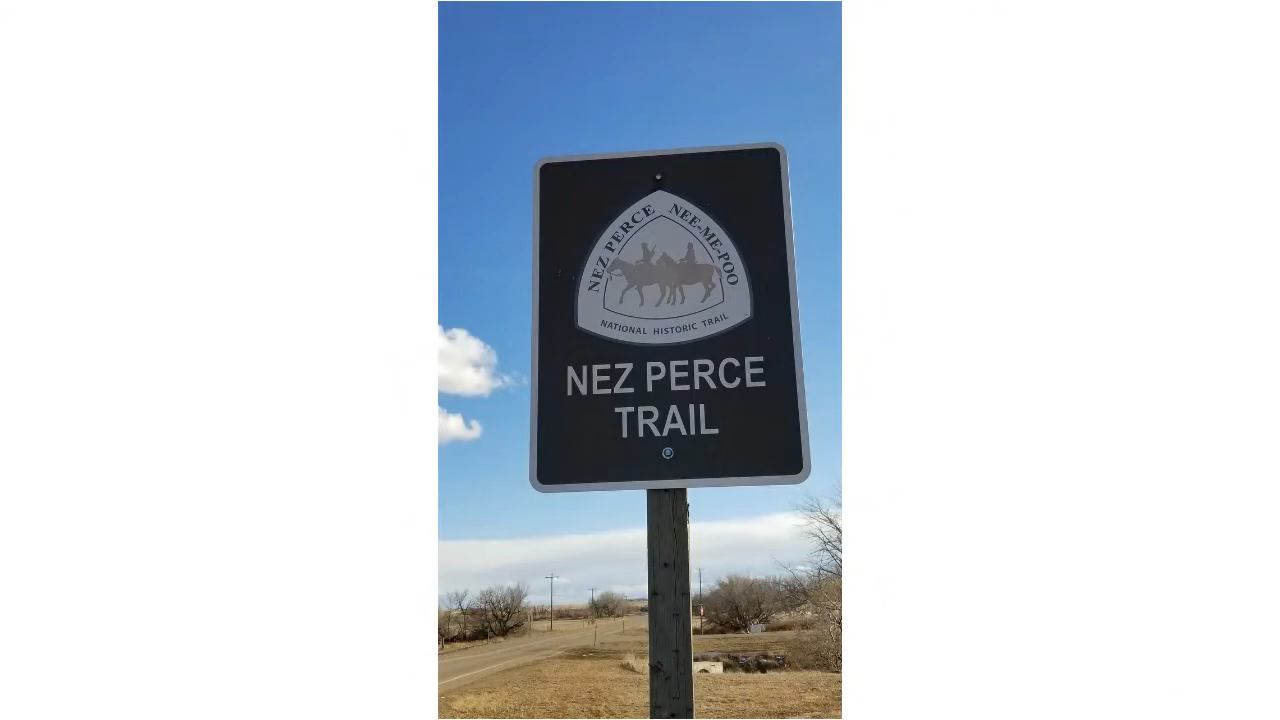 NEZ PERCE NEE-ME-POO
NATIONAL HISTORIC TRAIL
NEZ PERCE
TRAIL